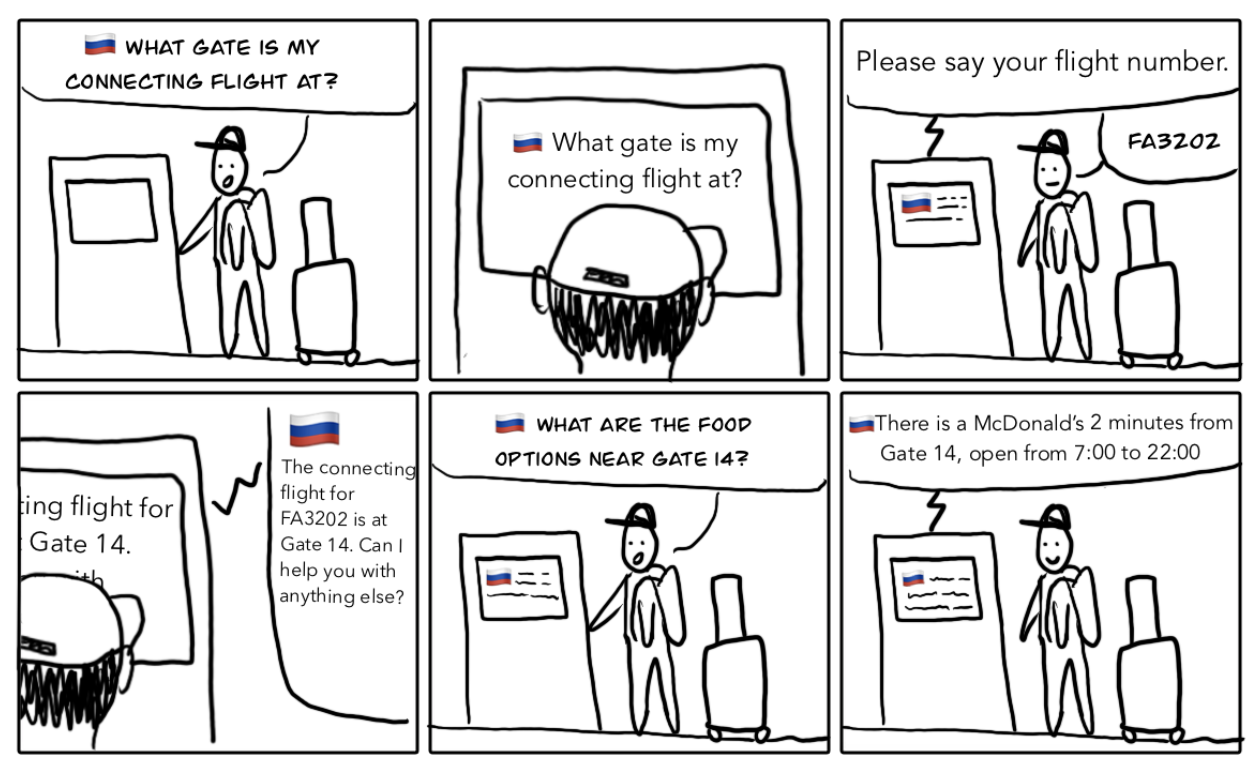 🇷🇺 WHAT GATE IS MY
CONNECTING FLIGHT AT?
🇷🇺 What gate is my
connecting flight at?
Please say your flight number.
FA3202
ting flight for
Gate 14.
ith
🇷🇺
The connecting
flight for
FA3202 is at
Gate 14. Can I
help you with
anything else?
🇷🇺 WHAT ARE THE FOOD
OPTIONS NEAR GATE 14?
🇷🇺There is a McDonald's 2 minutes from
Gate 14, open from 7:00 to 22:00